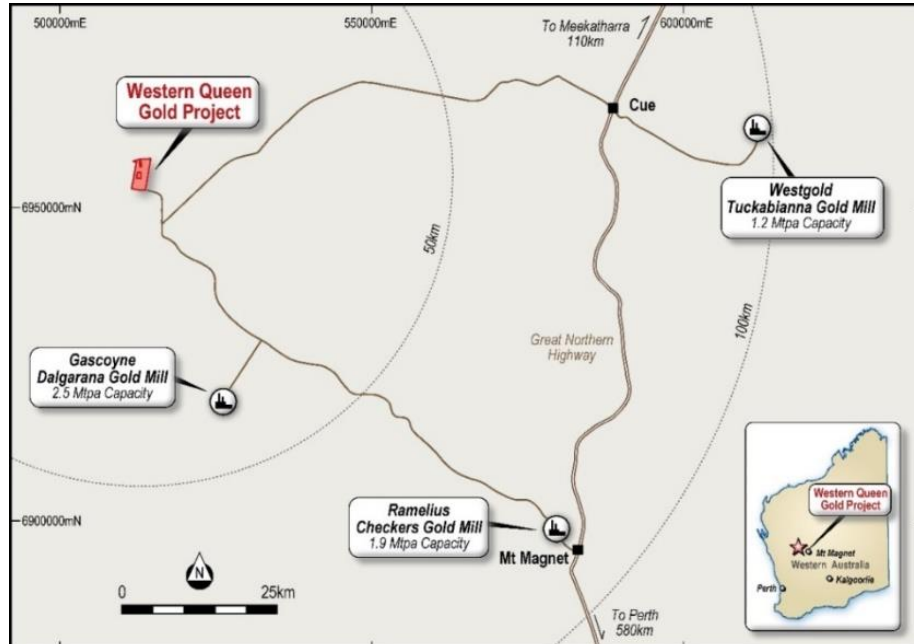 500000mE
550000mE
600000mE
To Meekatharra
110km
Western Queen
Gold Project
Cue
Westgold
Tuckabianna Gold Mill
1.2 Mtpa Capacity
6950000mN
50km
100km
Great Northern
Highway
Gascoyne
Dalgarana Gold Mill
2.5 Mtpa Capacity
Ramelius
Checkers Gold Mill
1.9 Mtpa Capacity
6900000mN
Mt Magnet
N
0
25km
To Perth
580km
Western Queen
Gold Project
Mt Magnet
Western Australia
Kalgoorlie
Perth